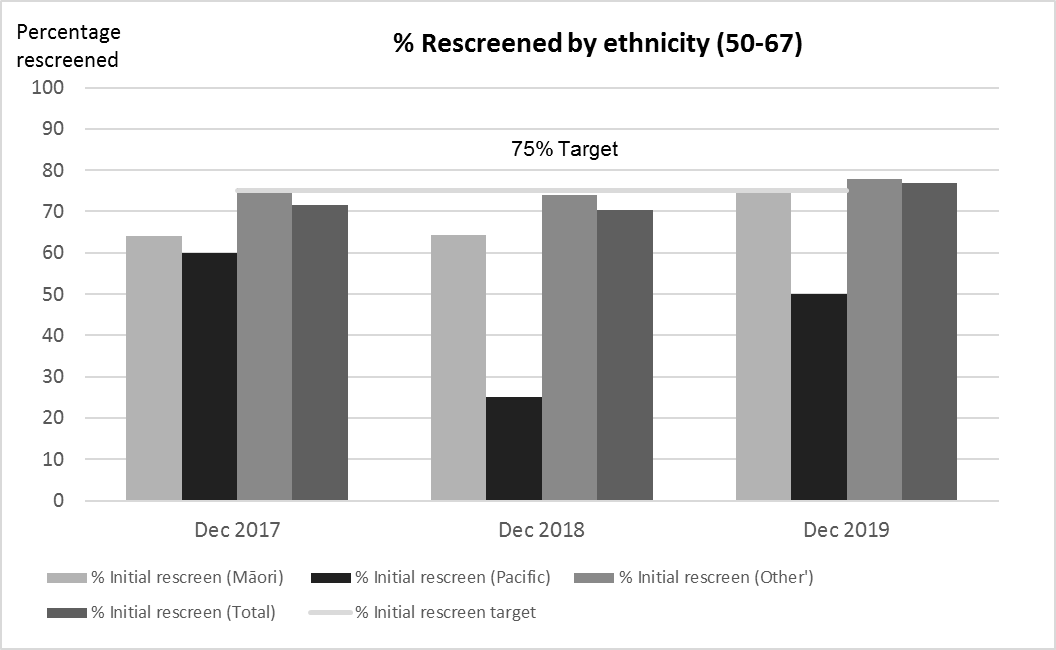 Percentage
rescreened
% Rescreened by ethnicity (50-67)
100
90
80
70
60
50
40
30
20
10
0
75% Target
Dec 2017
Dec 2018
Dec 2019
% Initial rescreen (Māori)
% Initial rescreen (Pacific)
% Initial rescreen (Other')
% Initial rescreen (Total)
% Initial rescreen target